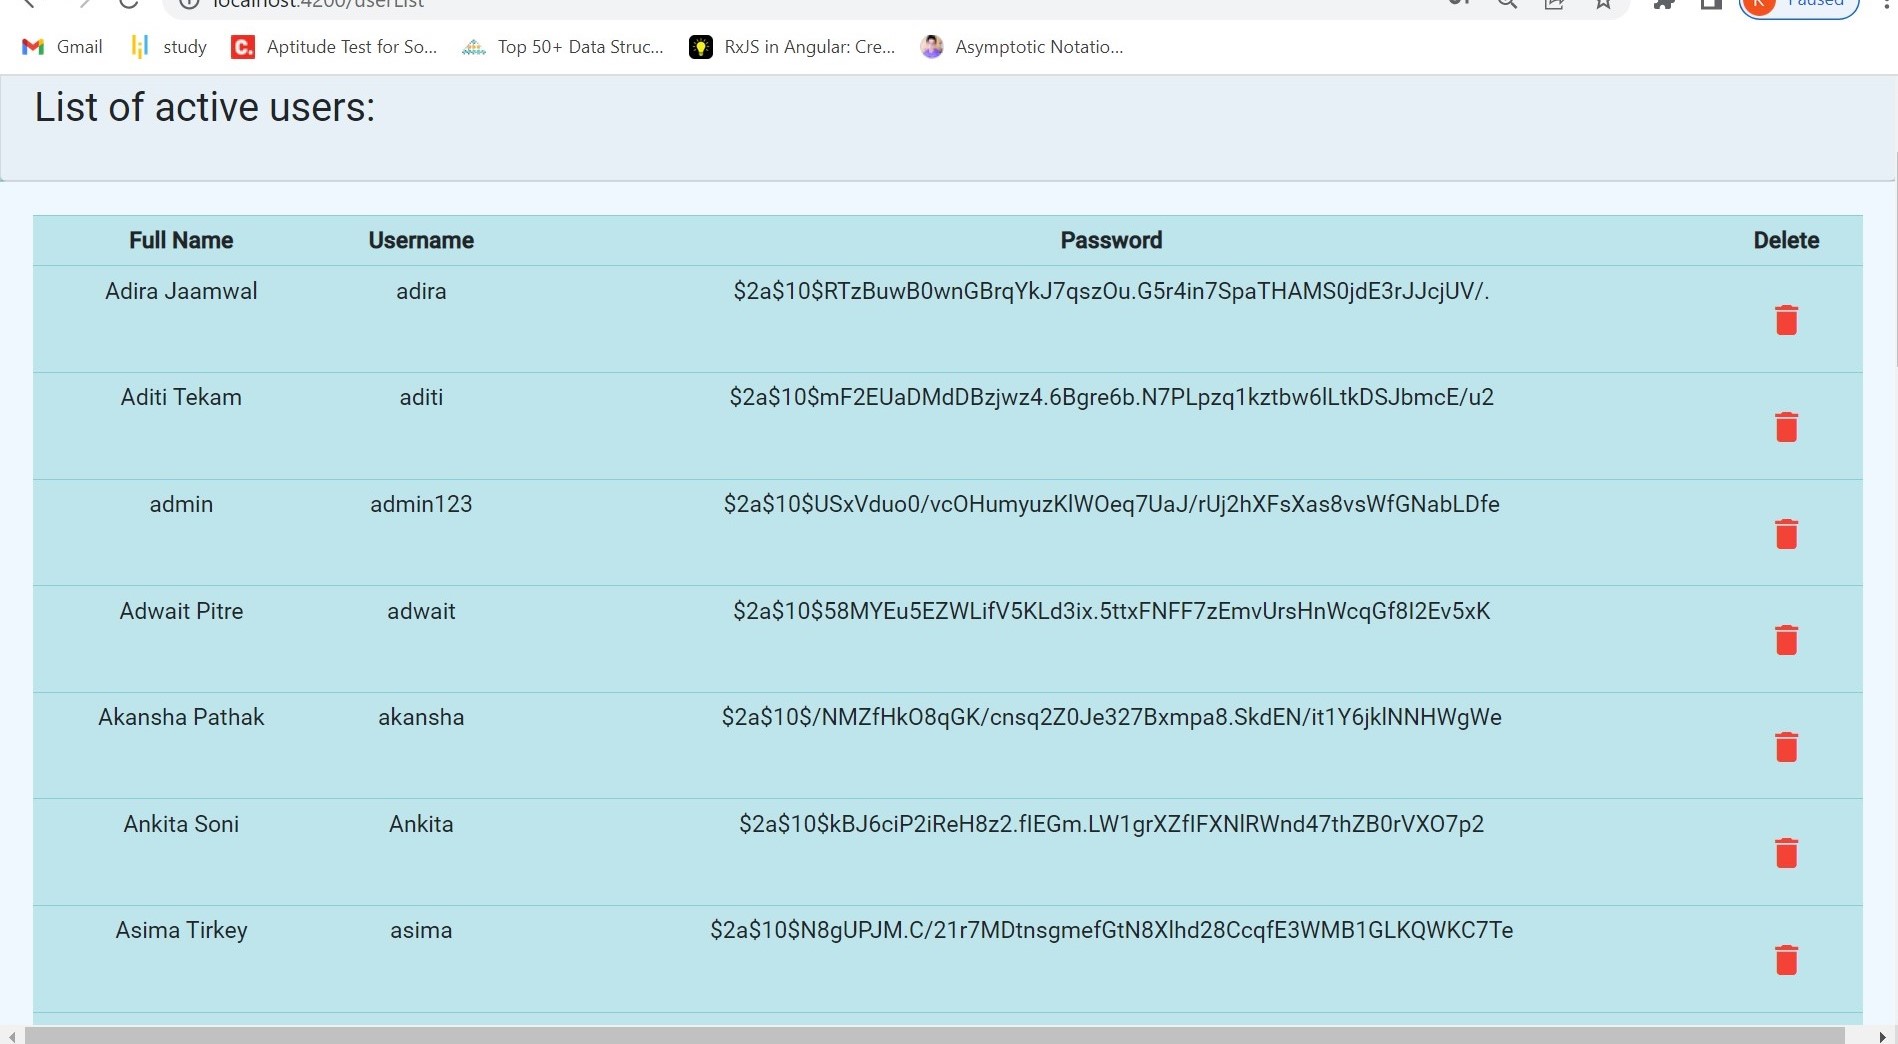 localhost:4200/userList
Paused
Gmail study Aptitude Test for So... Top 50+ Data Struc... RxJS in Angular: Cre... Asymptotic Notatio...
List of active users:
Full Name Username Password Delete
Adira Jaamwal adira $2a$10$RTzBuwB0wnGBrqYkJ7qszOu.G5r4in7SpaTHAMS0jdE3rJJcjUV/.
Aditi Tekam aditi $2a$10$mF2EUaDMdDBzjwz4.6Bgre6b.N7PLpzq1kztbw6lLtkDSJbmcE/u2
admin admin123 $2a$10$USxVduo0/vcOHumyuzKlWOeq7UaJ/rUj2hXFsXas8vsWfGNabLDfe
Adwait Pitre adwait $2a$10$58MYEu5EZWLifV5KLd3ix.5ttxFNFF7zEmvUrsHnWcqGf8I2Ev5xK
Akansha Pathak akansha $2a$10$/NMZfHkO8qGK/cnsq2Z0Je327Bxmpa8.SkdEN/it1Y6jklNNHWgWe
Ankita Soni Ankita $2a$10$kBJ6ciP2iReH8z2.fIEGm.LW1grXZfIFXNlRWnd47thZB0rVXO7p2
Asima Tirkey asima $2a$10$N8gUPJM.C/21r7MDtnsgmefGtN8Xlhd28CcqfE3WMB1GLKQWKC7Te